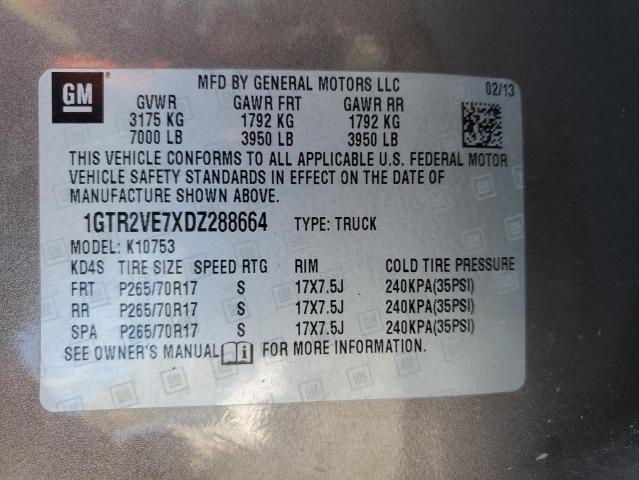 GM
MFD BY GENERAL MOTORS LLC 02/13
GVWR GAWR FRT GAWR RR
3175 KG 1792 KG 1792 KG
7000 LB 3950 LB 3950 LB
THIS VEHICLE CONFORMS TO ALL APPLICABLE U.S. FEDERAL MOTOR
VEHICLE SAFETY STANDARDS IN EFFECT ON THE DATE OF
MANUFACTURE SHOWN ABOVE.
1GTR2VE7XDZ288664 TYPE: TRUCK
MODEL: K10753
KD4S TIRE SIZE SPEED RTG RIM COLD TIRE PRESSURE
FRT P265/70R17 S 17X7.5J 240KPA(35PSI)
RR P265/70R17 S 17X7.5J 240KPA(35PSI)
SPA P265/70R17 S 17X7.5J 240KPA(35PSI)
SEE OWNER'S MANUAL i FOR MORE INFORMATION.